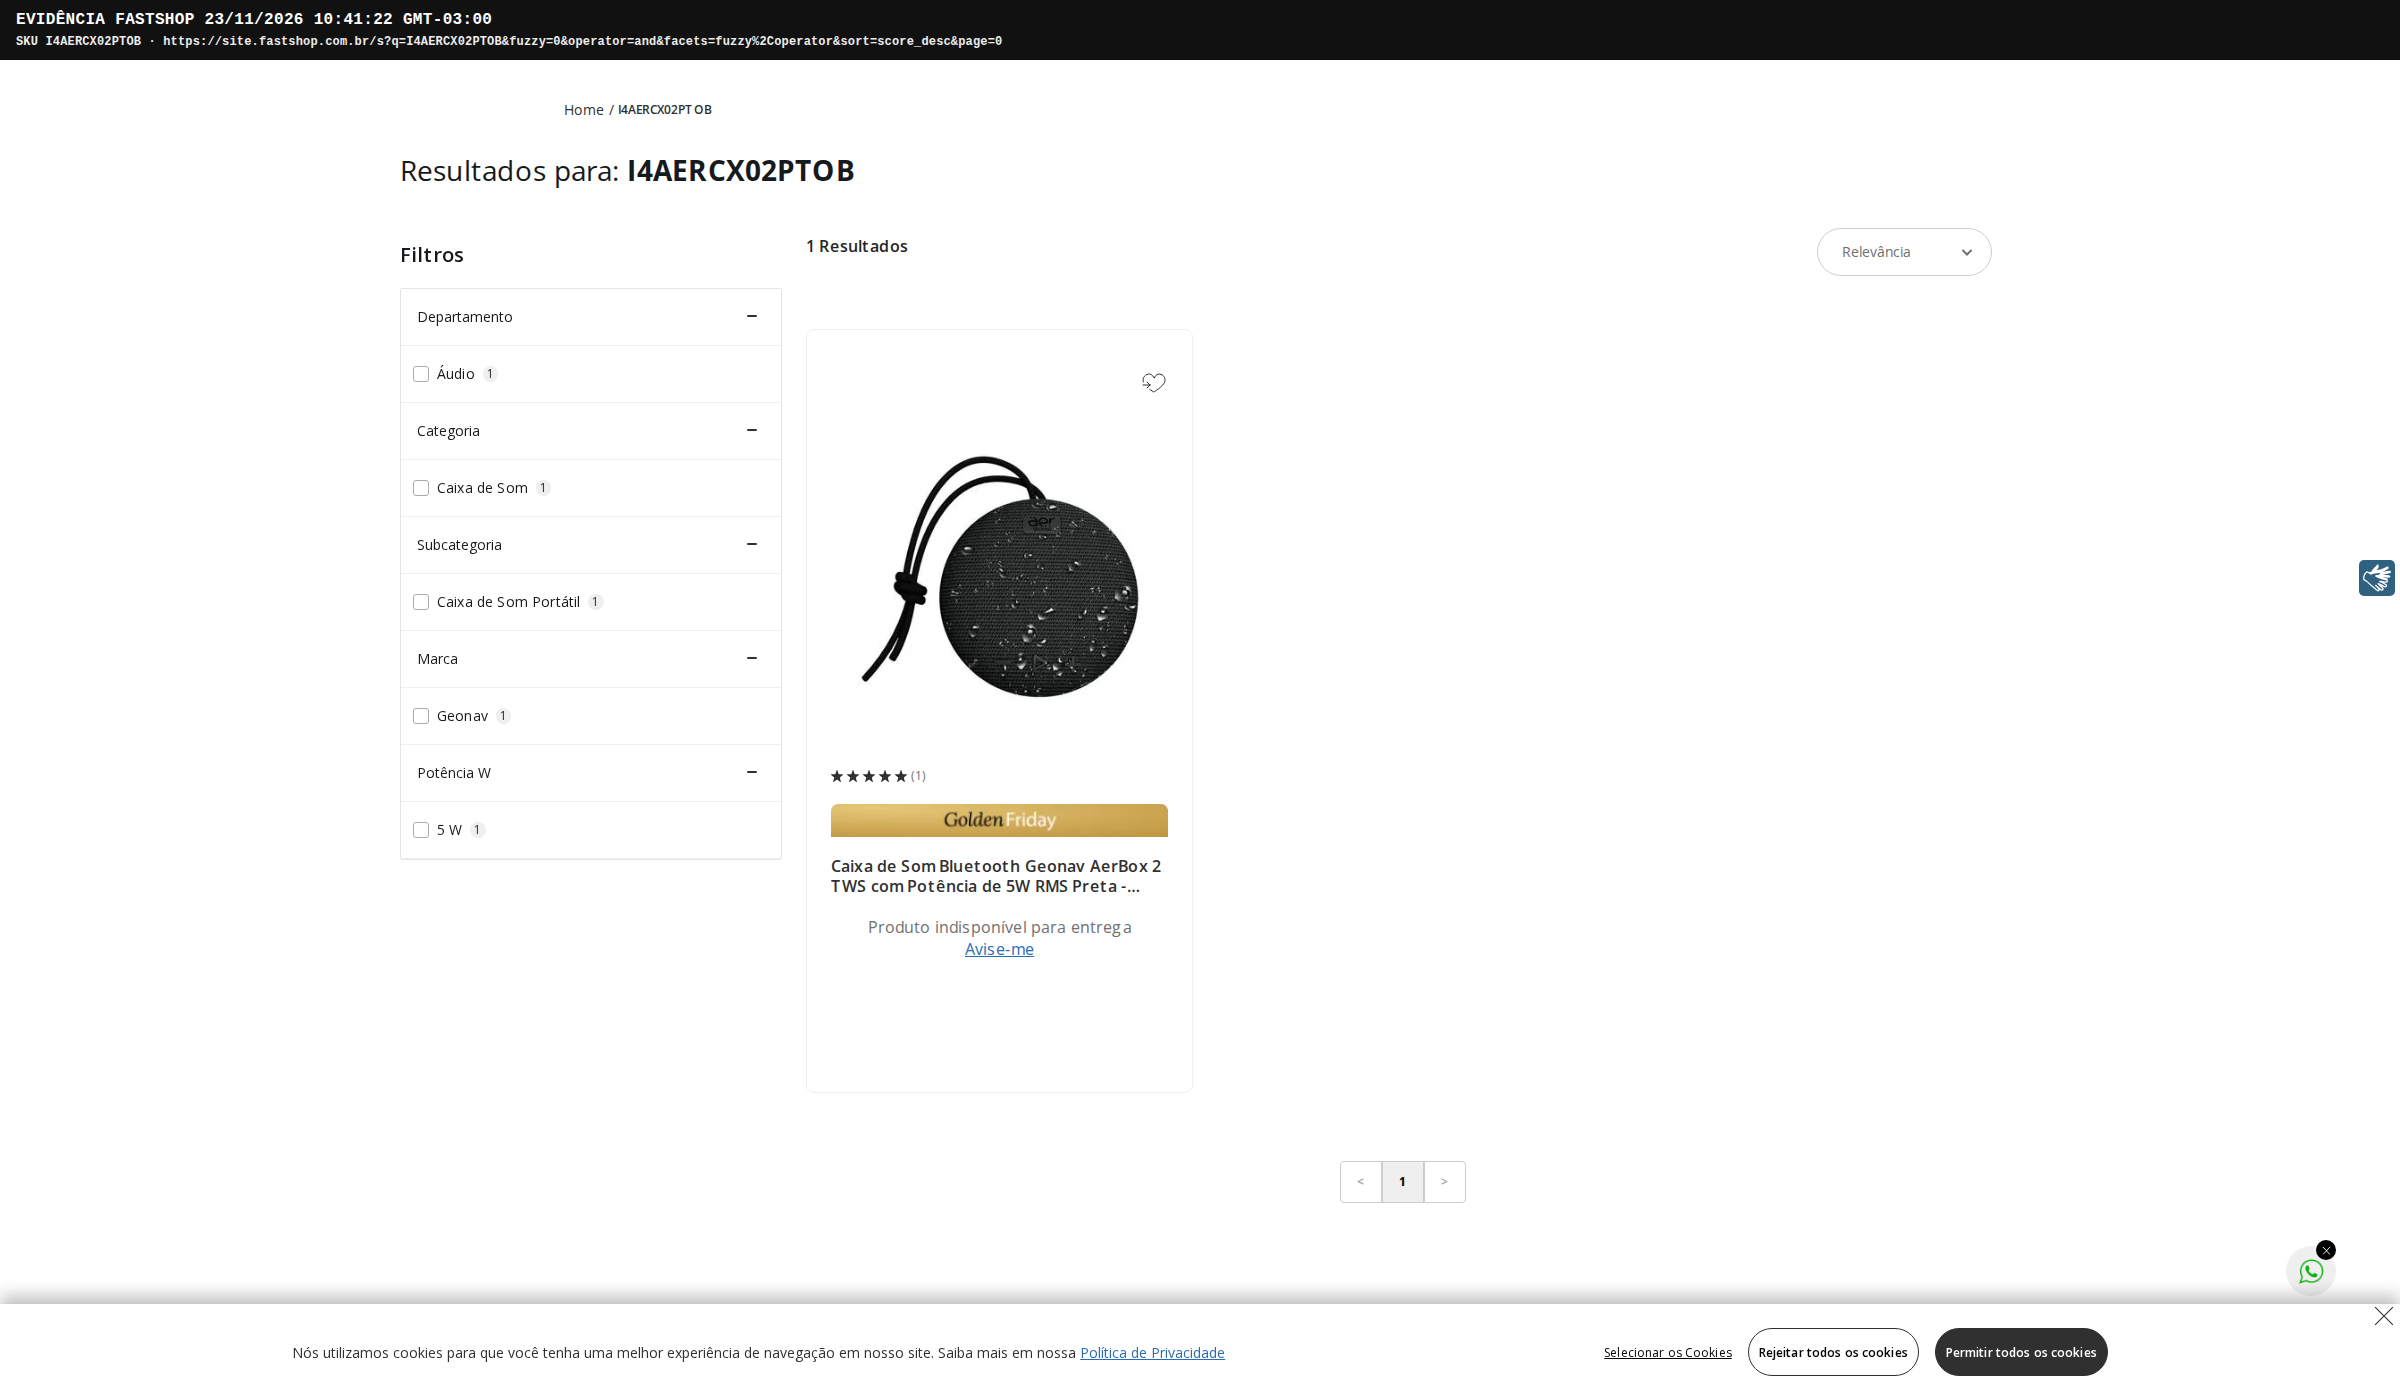 EVIDÊNCIA FASTSHOP 23/11/2026 10:41:22 GMT-03:00
SKU I4AERCX02PTOB · https://site.fastshop.com.br/s?q=I4AERCX02PTOB&fuzzy=0&operator=and&facets=fuzzy%2Coperator&sort=score_desc&page=0
Home / I4AERCX02PTOB
Resultados para: I4AERCX02PTOB
Filtros
1 Resultados
Relevância
Departamento
Áudio 1
Categoria
Caixa de Som 1
Subcategoria
Caixa de Som Portátil 1
Marca
Geonav 1
Potência W
5 W 1
aer
(1)
Golden Friday
Caixa de Som Bluetooth Geonav AerBox 2
TWS com Potência de 5W RMS Preta -...
Produto indisponível para entrega
Avise-me
< 1 >
Nós utilizamos cookies para que você tenha uma melhor experiência de navegação em nosso site. Saiba mais em nossa Política de Privacidade
Selecionar os Cookies
Rejeitar todos os cookies
Permitir todos os cookies